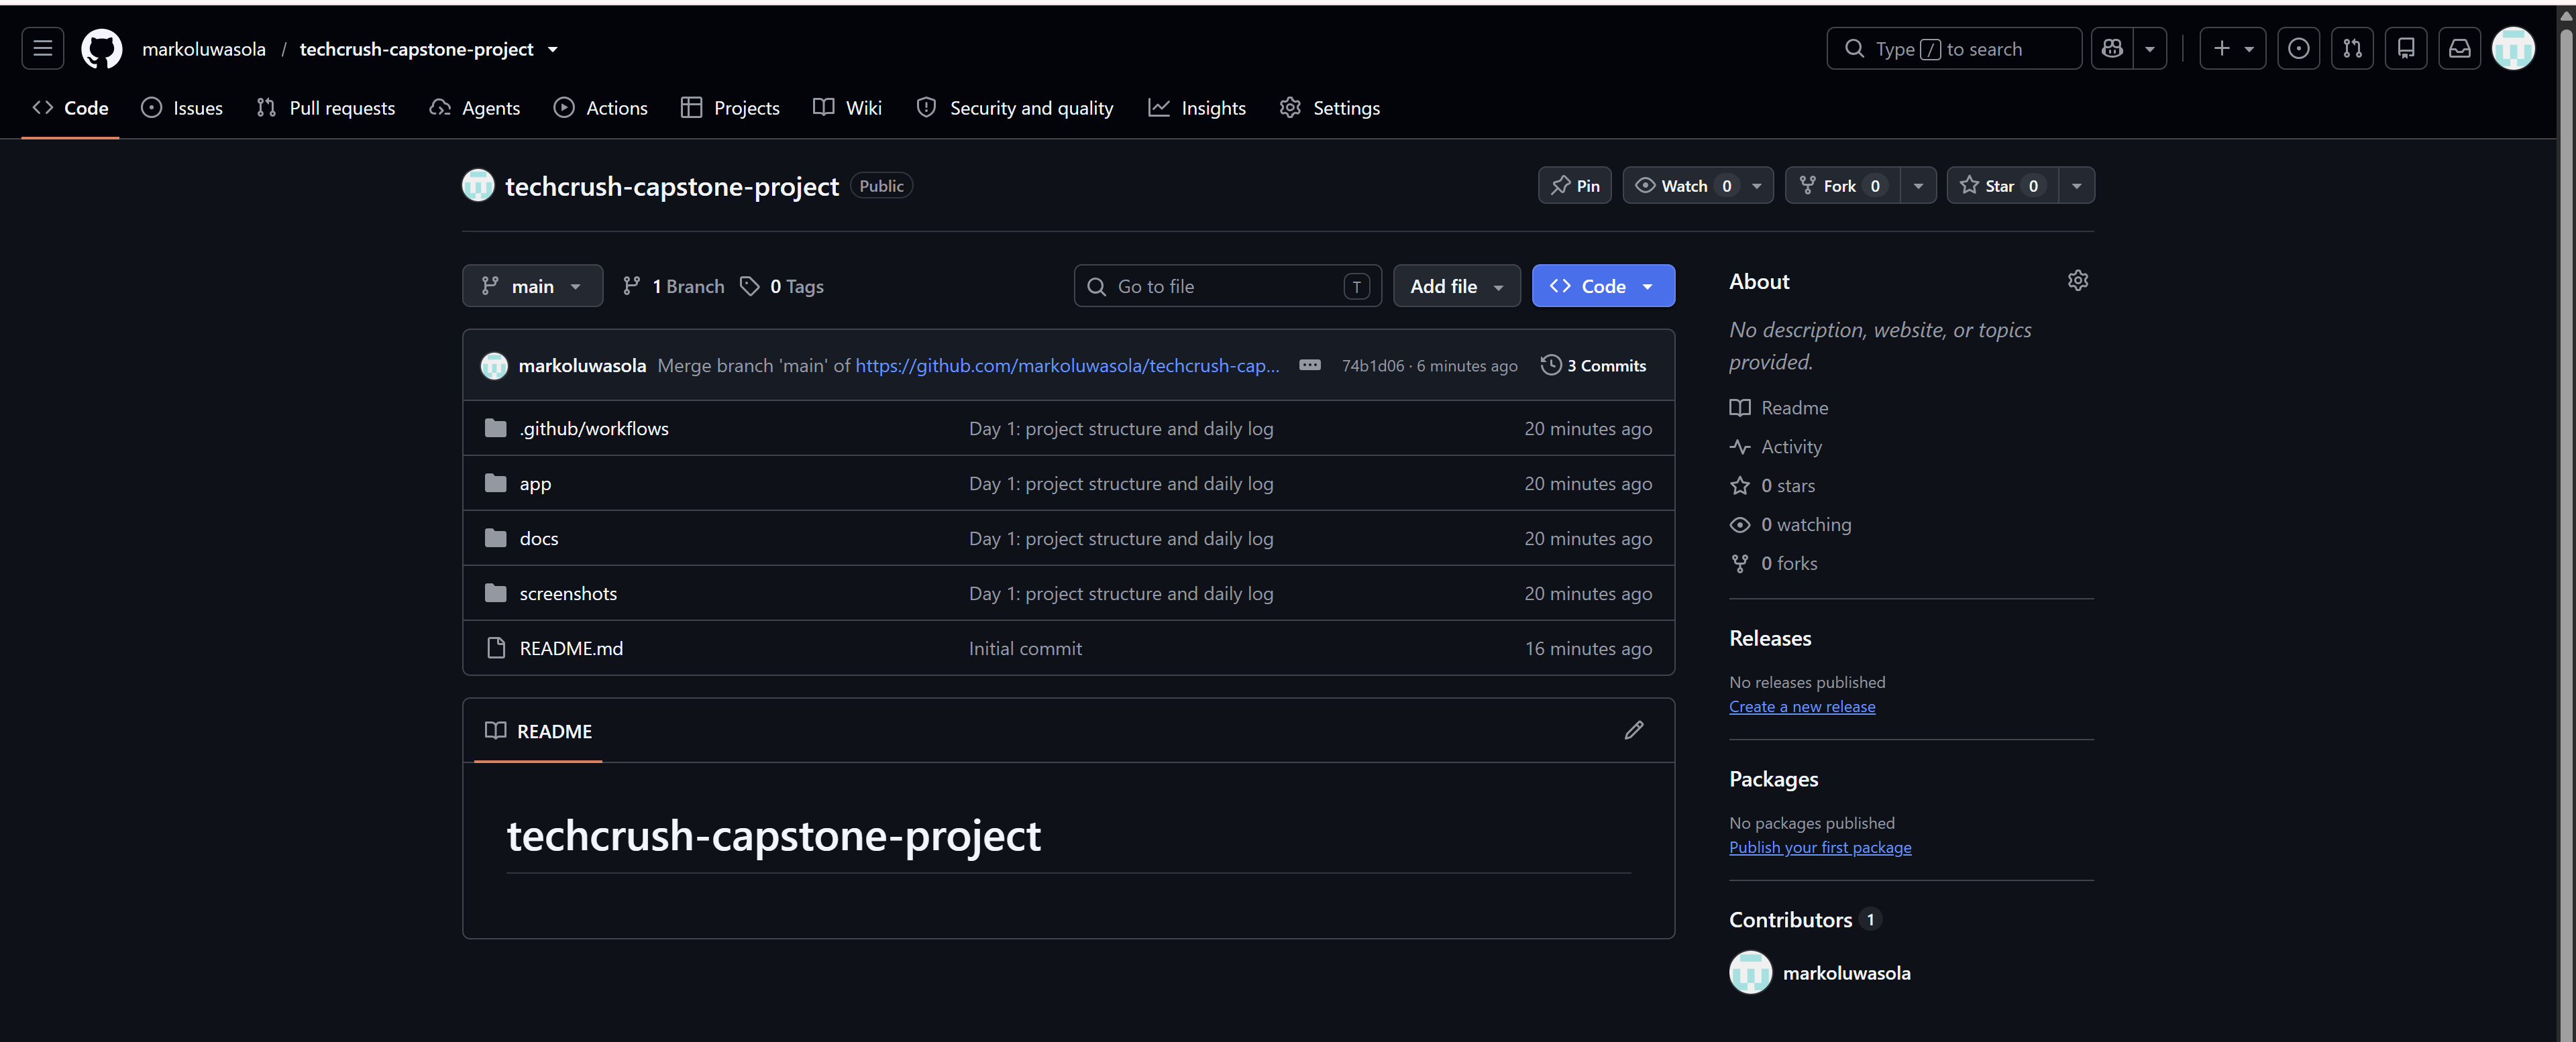 markoluwasola / techcrush-capstone-project
Type / to search
Code Issues Pull requests Agents Actions Projects Wiki Security and quality Insights Settings
techcrush-capstone-project Public
Pin Watch 0 Fork 0 Star 0
main 1 Branch 0 Tags Go to file T Add file Code
markoluwasola Merge branch 'main' of https://github.com/markoluwasola/techcrush-cap... 74b1d06 · 6 minutes ago 3 Commits
.github/workflows Day 1: project structure and daily log 20 minutes ago
app Day 1: project structure and daily log 20 minutes ago
docs Day 1: project structure and daily log 20 minutes ago
screenshots Day 1: project structure and daily log 20 minutes ago
README.md Initial commit 16 minutes ago
README
techcrush-capstone-project
About
No description, website, or topics
provided.
Readme
Activity
0 stars
0 watching
0 forks
Releases
No releases published
Create a new release
Packages
No packages published
Publish your first package
Contributors 1
markoluwasola